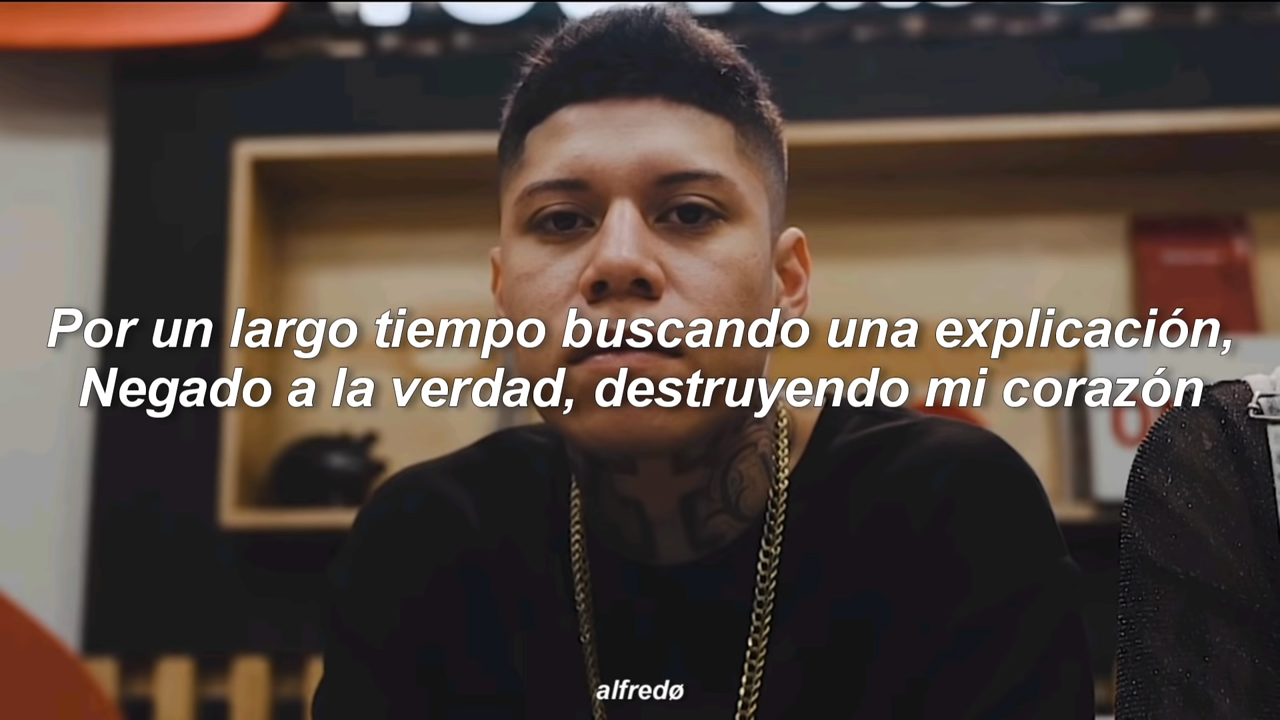 Por un largo tiempo buscando una explicación,
Negado a la verdad, destruyendo mi corazón
alfredø